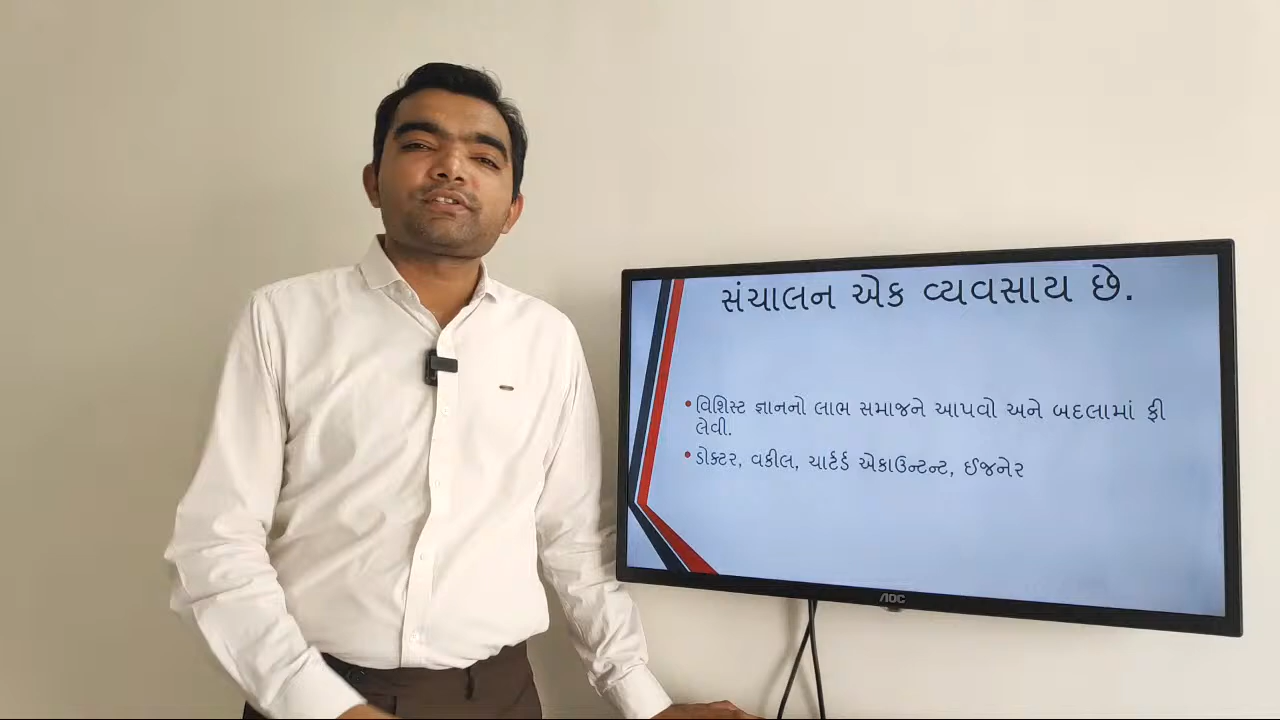 સંચાલન એક વ્યવસાય છે.
•વિશિસ્ટ જ્ઞાનનો લાભ સમાજને આપવો અને બદલામાં ફી
લેવી.
•ડોક્ટર, વકીલ, ચાર્ટર્ડ એકાઉન્ટન્ટ, ઈજનેર
AOC